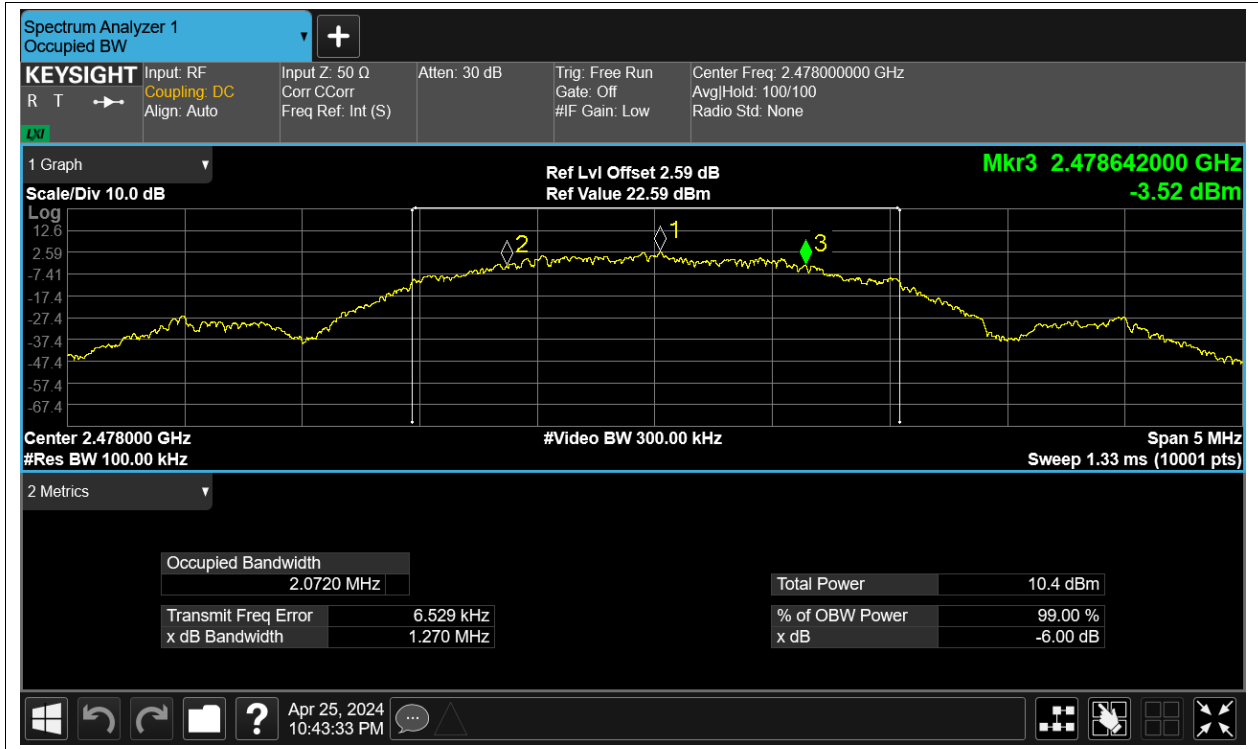 Spectrum Analyzer 1
Occupied BW
KEYSIGHT
R T
LXI
Input: RF
Coupling: DC
Align: Auto
Input Z: 50 Ω
Corr CCorr
Freq Ref: Int (S)
Atten: 30 dB
Trig: Free Run
Gate: Off
#IF Gain: Low
Center Freq: 2.478000000 GHz
Avg|Hold: 100/100
Radio Std: None
1 Graph
Scale/Div 10.0 dB
Ref Lvl Offset 2.59 dB
Ref Value 22.59 dBm
Mkr3 2.478642000 GHz
-3.52 dBm
Log
12.6
2.59
-7.41
-17.4
-27.4
-37.4
-47.4
-57.4
-67.4
2
1
3
Center 2.478000 GHz
#Res BW 100.00 kHz
#Video BW 300.00 kHz
Span 5 MHz
Sweep 1.33 ms (10001 pts)
2 Metrics
Occupied Bandwidth
2.0720 MHz
Transmit Freq Error 6.529 kHz
x dB Bandwidth 1.270 MHz
Total Power 10.4 dBm
% of OBW Power 99.00 %
x dB -6.00 dB
?
Apr 25, 2024
10:43:33 PM